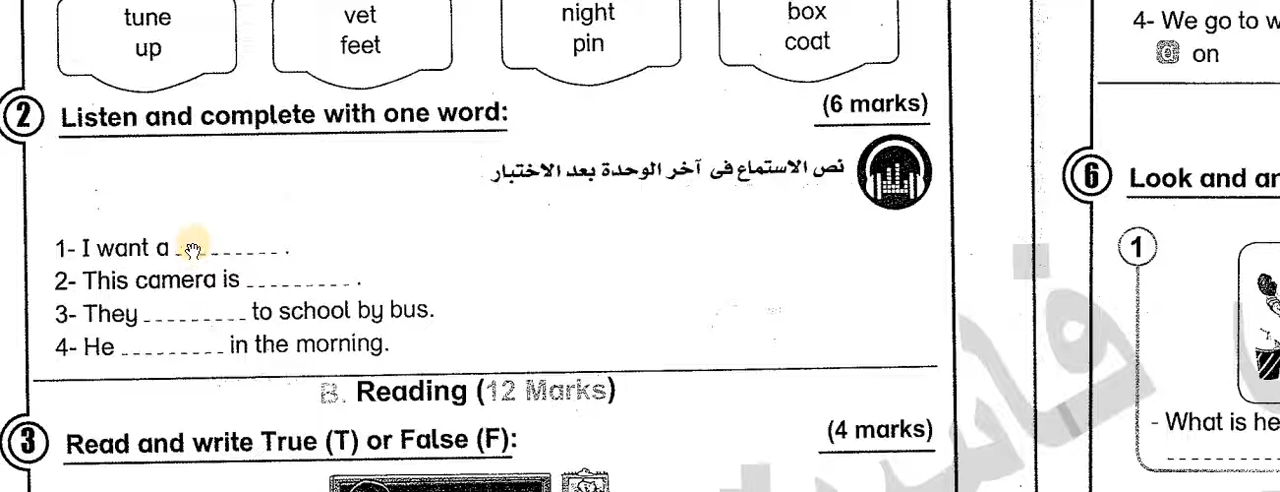 tune
up
vet
feet
night
pin
box
coat
2 Listen and complete with one word: (6 marks)
نص الاستماع فى آخر الوحدة بعد الاختبار
1- I want a ............ .
2- This camera is .......... .
3- They ......... to school by bus.
4- He ......... in the morning.
B. Reading (12 Marks)
3 Read and write True (T) or False (F): (4 marks)
4- We go to
@ on
6 Look and
1
- What is he